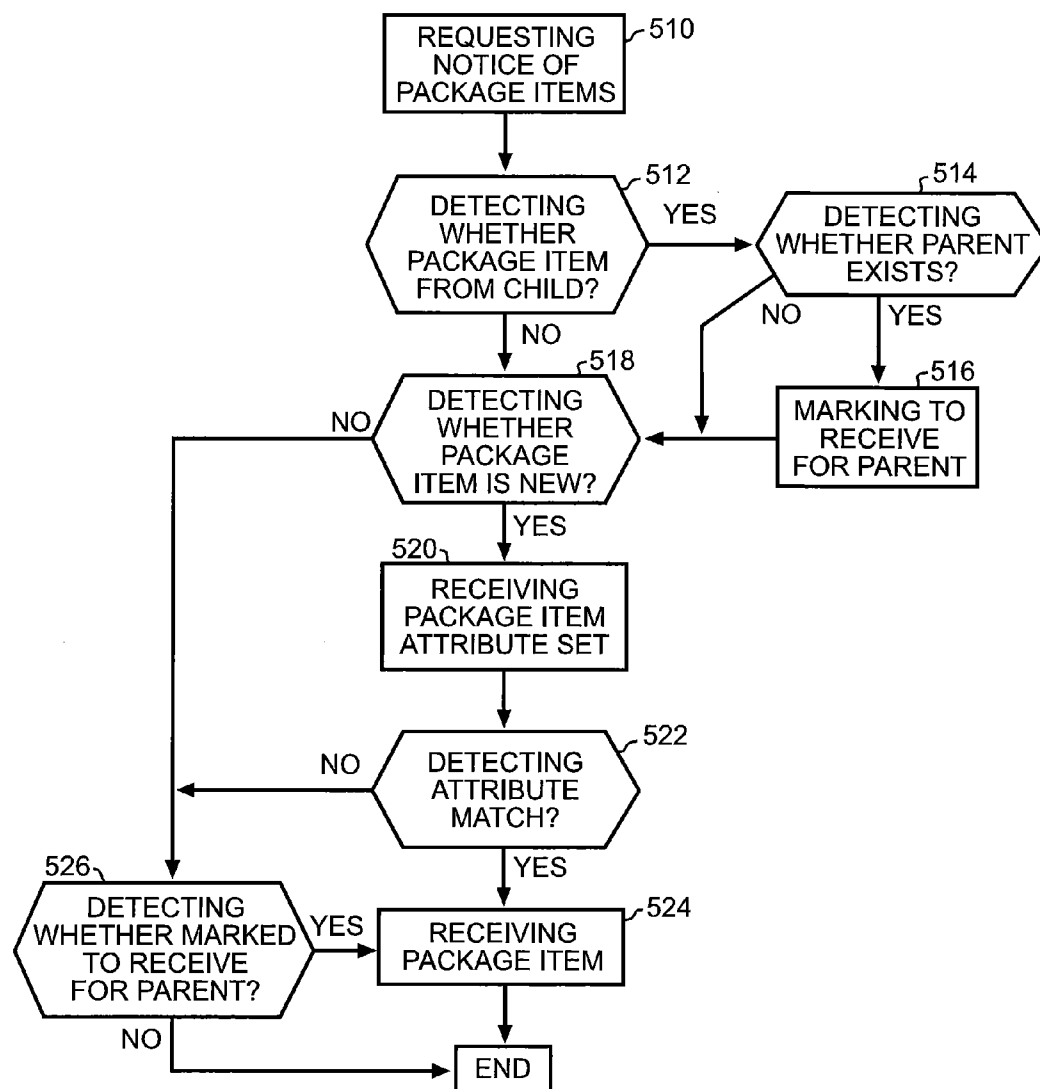 REQUESTING
NOTICE OF
PACKAGE ITEMS
510
DETECTING
WHETHER
PACKAGE ITEM
FROM CHILD?
512
YES
NO
DETECTING
WHETHER PARENT
EXISTS?
514
NO
YES
MARKING TO
RECEIVE
FOR PARENT
516
DETECTING
WHETHER
PACKAGE
ITEM IS NEW?
518
NO
YES
520
RECEIVING
PACKAGE ITEM
ATTRIBUTE SET
DETECTING
ATTRIBUTE
MATCH?
522
NO
YES
526
DETECTING
WHETHER MARKED
TO RECEIVE
FOR PARENT?
YES
NO
RECEIVING
PACKAGE ITEM
524
END